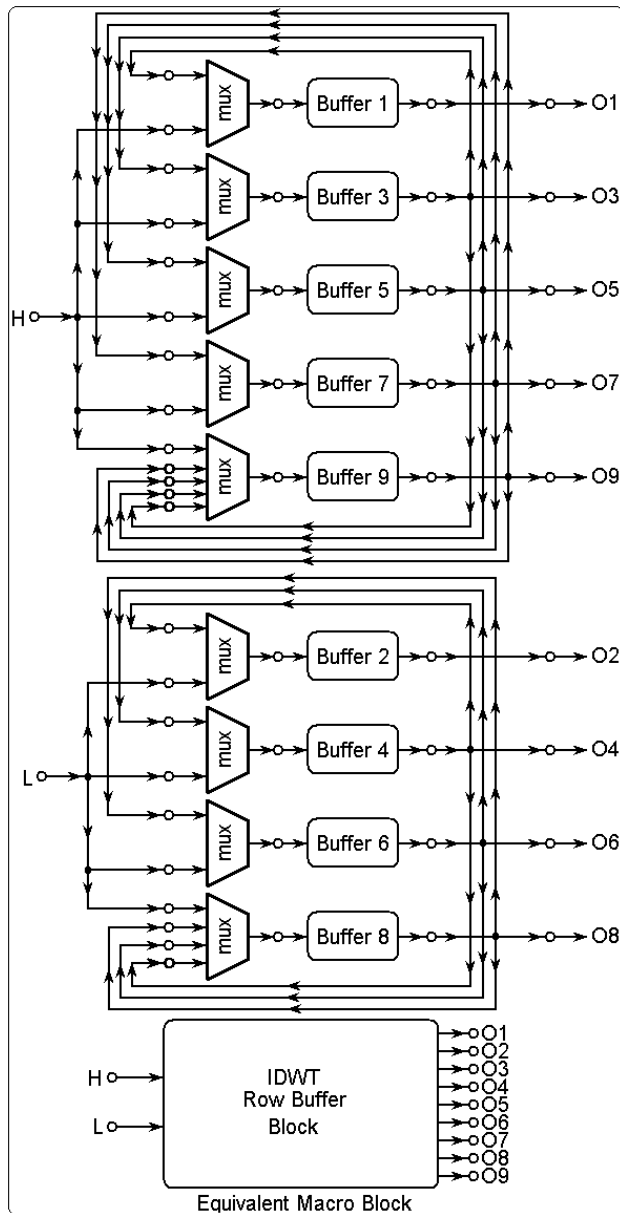 mux Buffer 1 O1
mux Buffer 3 O3
mux Buffer 5 O5
H
mux Buffer 7 O7
mux Buffer 9 O9
mux Buffer 2 O2
mux Buffer 4 O4
L
mux Buffer 6 O6
mux Buffer 8 O8
H
L
IDWT
Row Buffer
Block
O1
O2
O3
O4
O5
O6
O7
O8
O9
Equivalent Macro Block